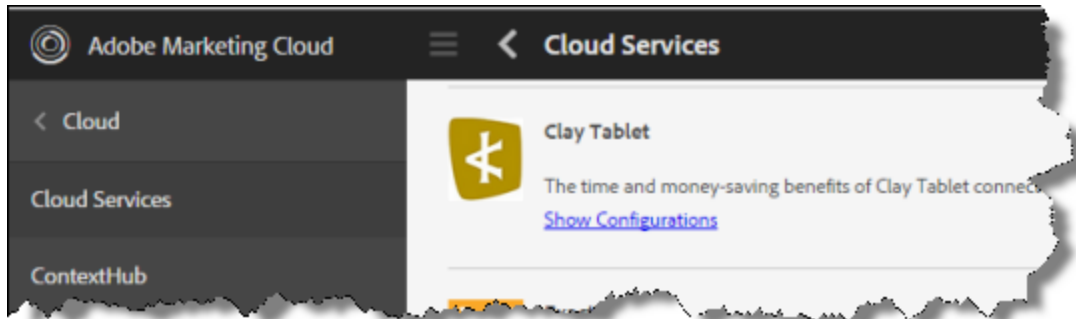 Adobe Marketing Cloud
Cloud Services
Cloud
Clay Tablet
Cloud Services
The time and money-saving benefits of Clay Tablet
Show Configurations
ContextHub